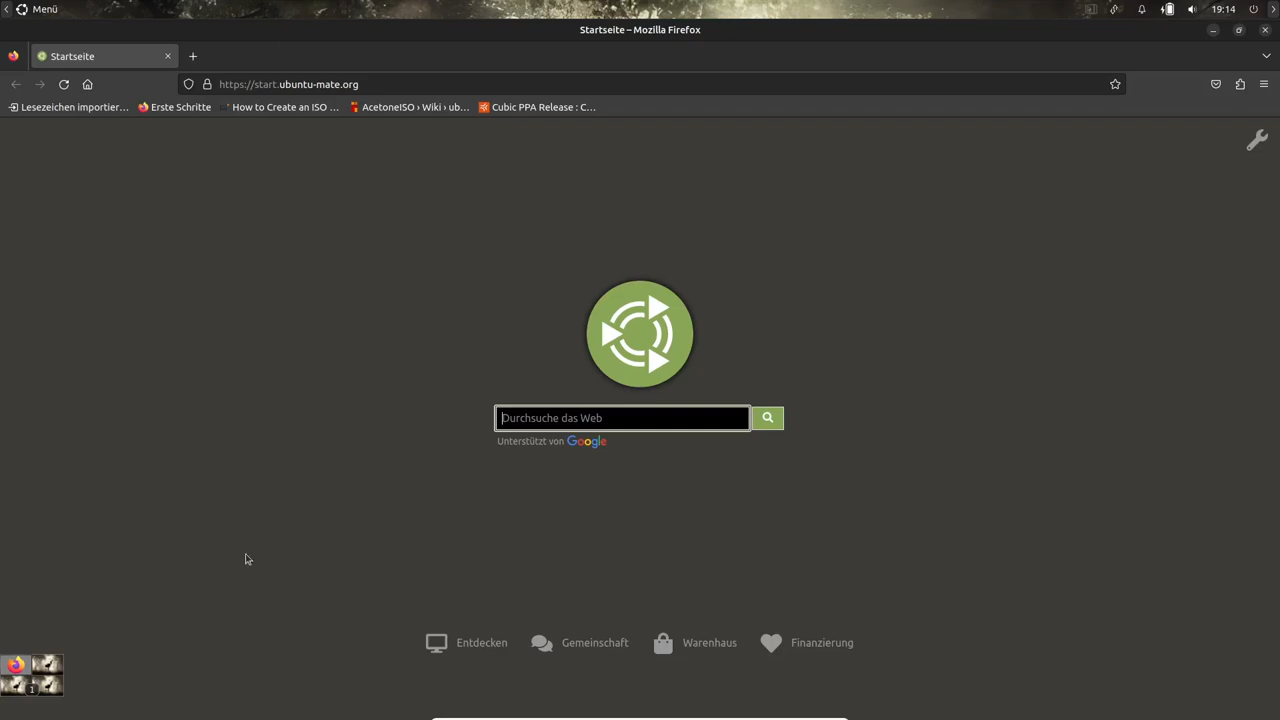 Menü
19:14
Startseite – Mozilla Firefox
Startseite
https://start.ubuntu-mate.org
Lesezeichen importier… Erste Schritte How to Create an ISO … AcetoneISO › Wiki › ub… Cubic PPA Release : C…
Durchsuche das Web
Unterstützt von Google
Entdecken Gemeinschaft Warenhaus Finanzierung
1